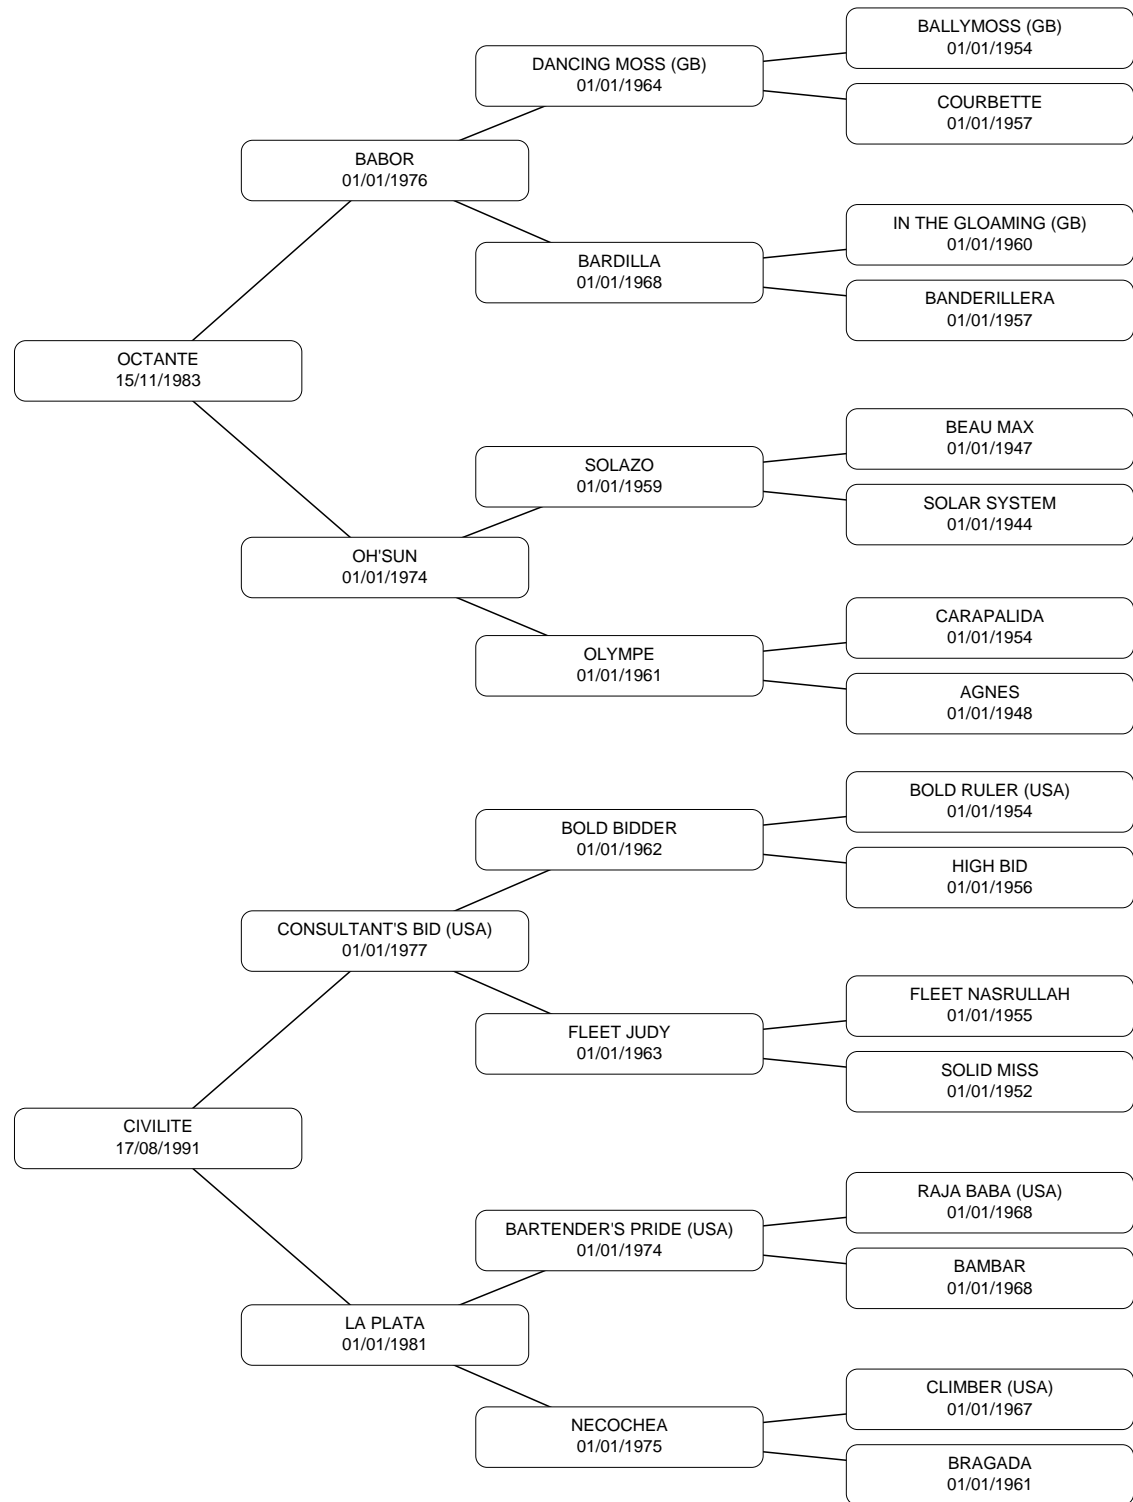 BALLYMOSS (GB)
01/01/1954
DANCING MOSS (GB)
01/01/1964
COURBETTE
01/01/1957
BABOR
01/01/1976
IN THE GLOAMING (GB)
01/01/1960
BARDILLA
01/01/1968
BANDERILLERA
01/01/1957
OCTANTE
15/11/1983
BEAU MAX
01/01/1947
SOLAZO
01/01/1959
SOLAR SYSTEM
01/01/1944
OH'SUN
01/01/1974
CARAPALIDA
01/01/1954
OLYMPE
01/01/1961
AGNES
01/01/1948
BOLD RULER (USA)
01/01/1954
BOLD BIDDER
01/01/1962
HIGH BID
01/01/1956
CONSULTANT'S BID (USA)
01/01/1977
FLEET NASRULLAH
01/01/1955
FLEET JUDY
01/01/1963
SOLID MISS
01/01/1952
CIVILITE
17/08/1991
RAJA BABA (USA)
01/01/1968
BARTENDER'S PRIDE (USA)
01/01/1974
BAMBAR
01/01/1968
LA PLATA
01/01/1981
CLIMBER (USA)
01/01/1967
NECOCHEA
01/01/1975
BRAGADA
01/01/1961